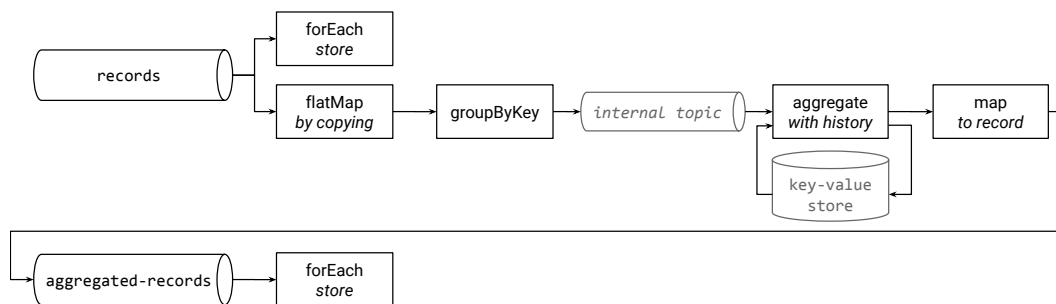 forEach
store
records
flatMap
by copying
groupByKey
internal topic
aggregate
with history
map
to record
key-value
store
aggregated-records
forEach
store